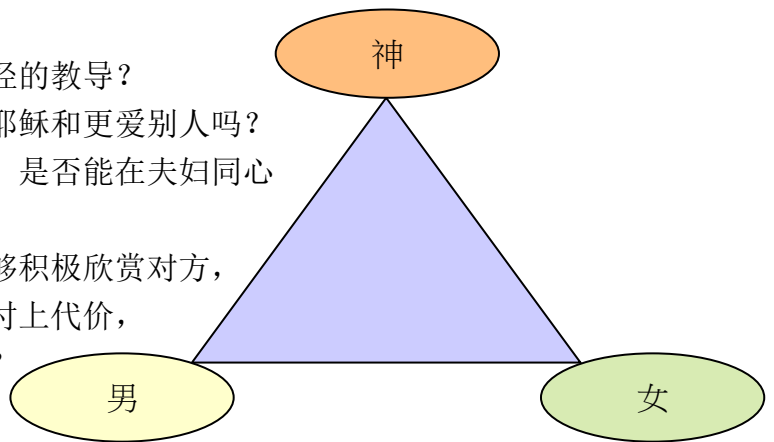 神
经的教导？
耶稣和更爱别人吗？
是否能在夫妇同心
够积极欣赏对方，
付上代价，
男
女